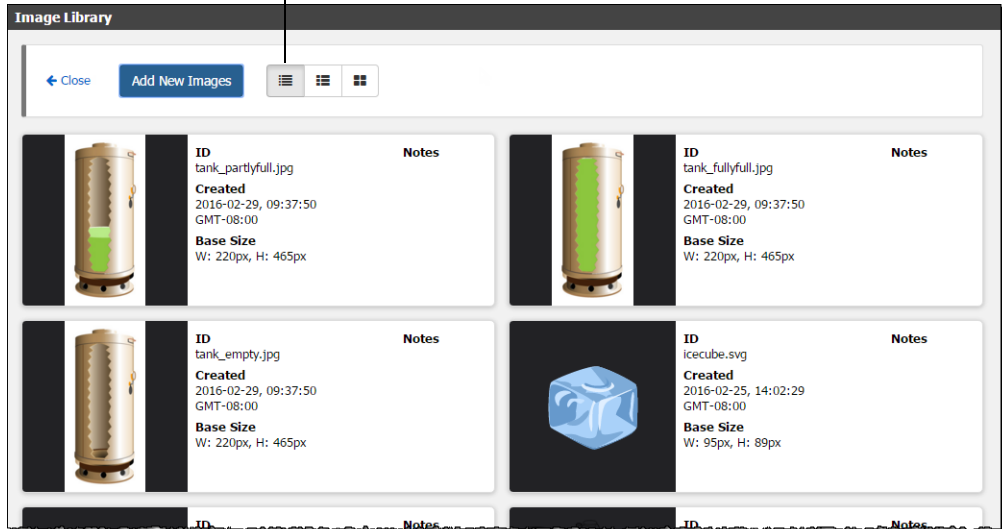 Image Library
Close
Add New Images
ID
Notes
tank_partlyfull.jpg
Created
2016-02-29, 09:37:50
GMT-08:00
Base Size
W: 220px, H: 465px
ID
Notes
tank_fullyfull.jpg
Created
2016-02-29, 09:37:50
GMT-08:00
Base Size
W: 220px, H: 465px
ID
Notes
tank_empty.jpg
Created
2016-02-29, 09:37:50
GMT-08:00
Base Size
W: 220px, H: 465px
ID
Notes
icecube.svg
Created
2016-02-25, 14:02:29
GMT-08:00
Base Size
W: 95px, H: 89px
ID
Notes
ID
Notes